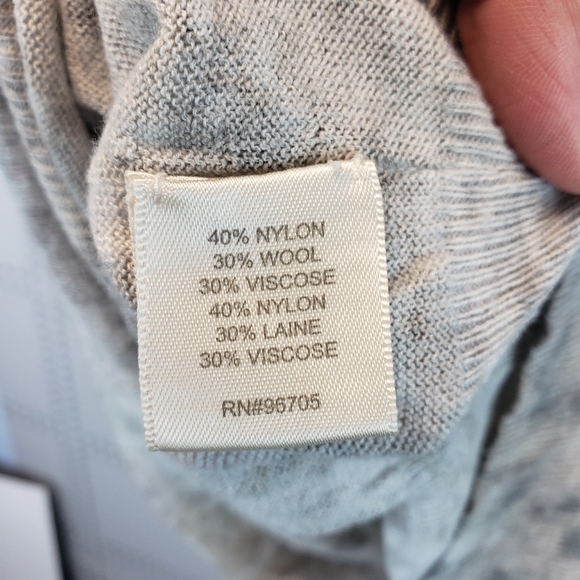 40% NYLON
30% WOOL
30% VISCOSE
40% NYLON
30% LAINE
30% VISCOSE
RN#96705